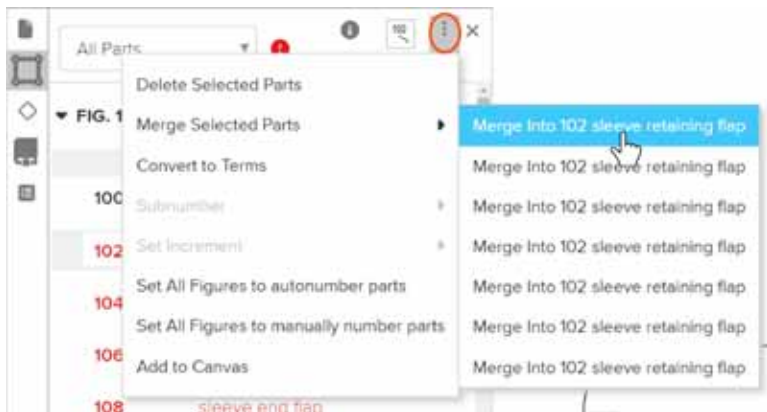 All Parts
Delete Selected Parts
FIG. 1
Merge Selected Parts
Merge Into 102 sleeve retaining flap
Convert to Terms
Merge Into 102 sleeve retaining flap
100
Subnumber
Merge Into 102 sleeve retaining flap
102
Set Increment
Merge Into 102 sleeve retaining flap
Set All Figures to autonumber parts
Merge Into 102 sleeve retaining flap
104
Set All Figures to manually number parts
Merge Into 102 sleeve retaining flap
106
Add to Canvas
Merge Into 102 sleeve retaining flap
108 sleeve end flap